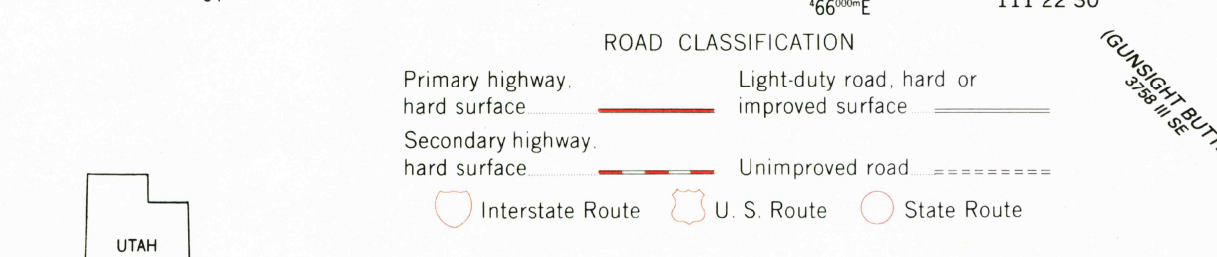 ⁴66⁰⁰⁰ᵐE
111°22'30"
ROAD CLASSIFICATION
Primary highway,
hard surface
Light-duty road, hard or
improved surface
Secondary highway,
hard surface
Unimproved road
Interstate Route
U. S. Route
State Route
(GUNSIGHT BUTT
3758 III SE
UTAH